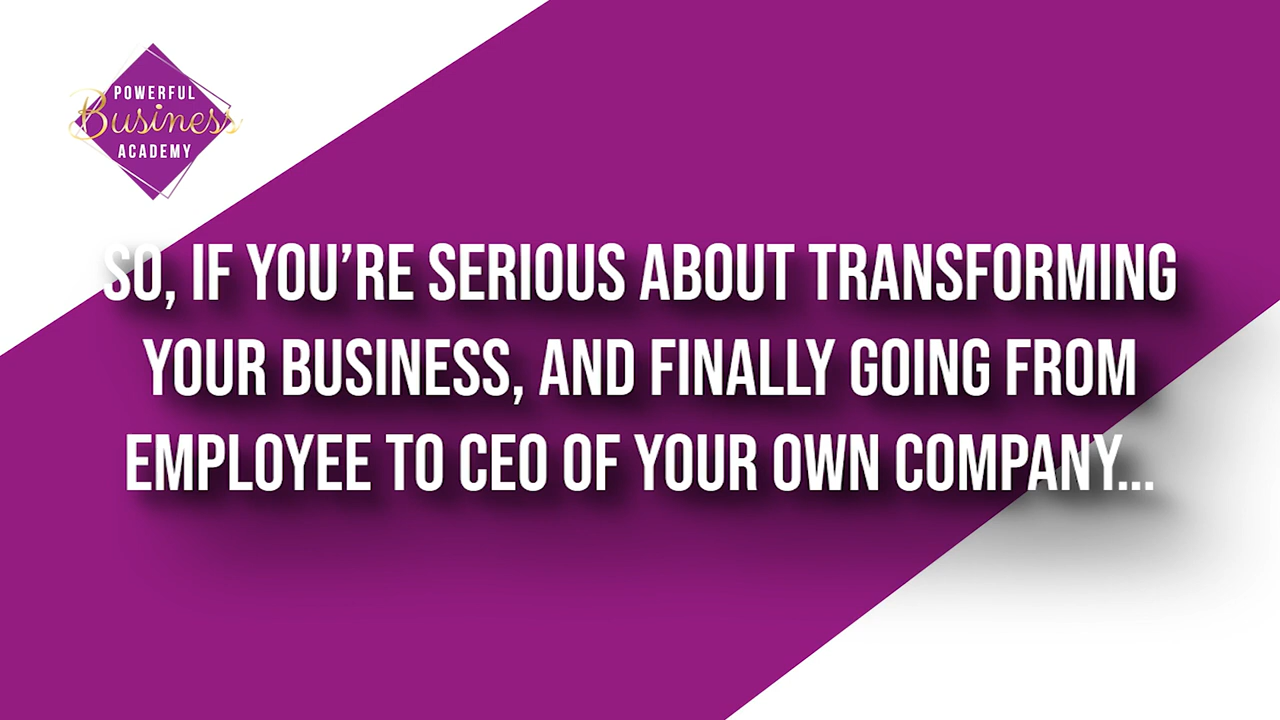 POWERFUL
Business
ACADEMY
SO, IF YOU’RE SERIOUS ABOUT TRANSFORMING
YOUR BUSINESS, AND FINALLY GOING FROM
EMPLOYEE TO CEO OF YOUR OWN COMPANY...